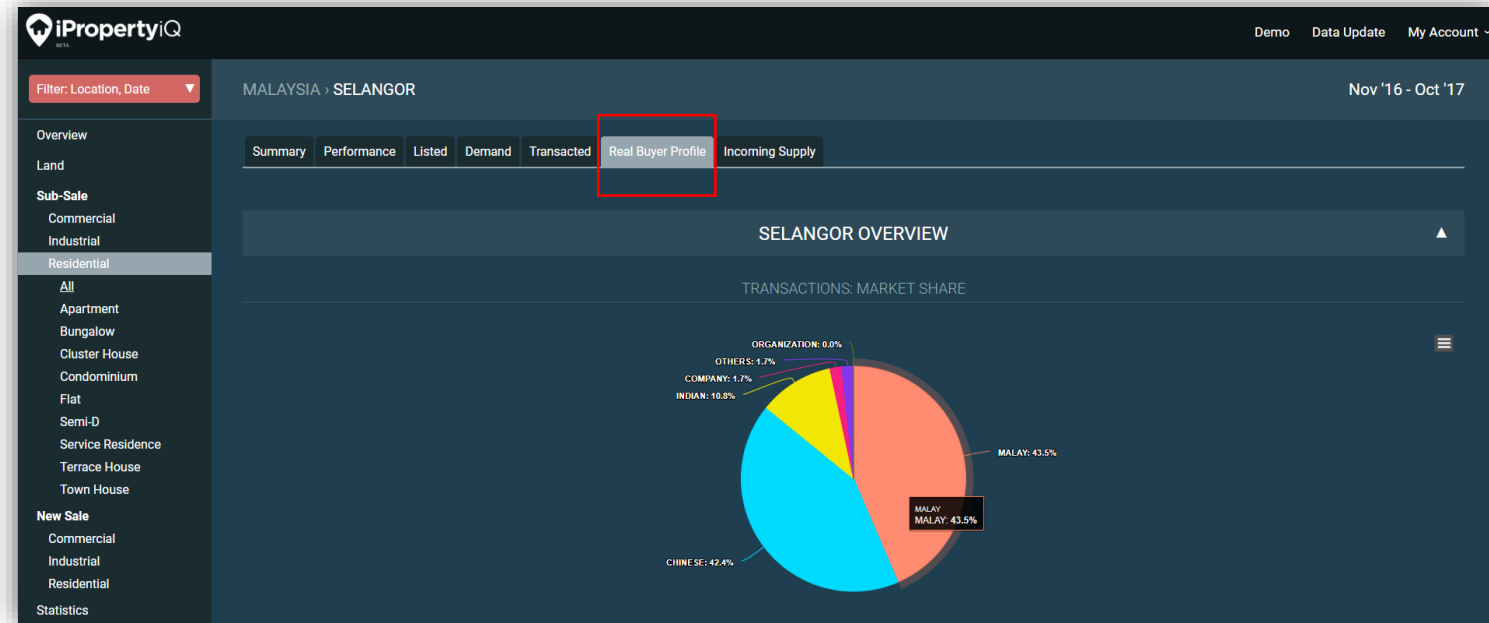 iPropertyiQ
BETA
Demo Data Update My Account
Filter: Location, Date
MALAYSIA › SELANGOR
Nov '16 - Oct '17
Overview
Land
Sub-Sale
Commercial
Industrial
Residential
All
Apartment
Bungalow
Cluster House
Condominium
Flat
Semi-D
Service Residence
Terrace House
Town House
New Sale
Commercial
Industrial
Residential
Statistics
Summary Performance Listed Demand Transacted Real Buyer Profile Incoming Supply
SELANGOR OVERVIEW
TRANSACTIONS: MARKET SHARE
ORGANIZATION: 0.0%
OTHERS: 1.7%
COMPANY: 1.7%
INDIAN: 10.8%
MALAY: 43.5%
MALAY
MALAY: 43.5%
CHINESE: 42.4%